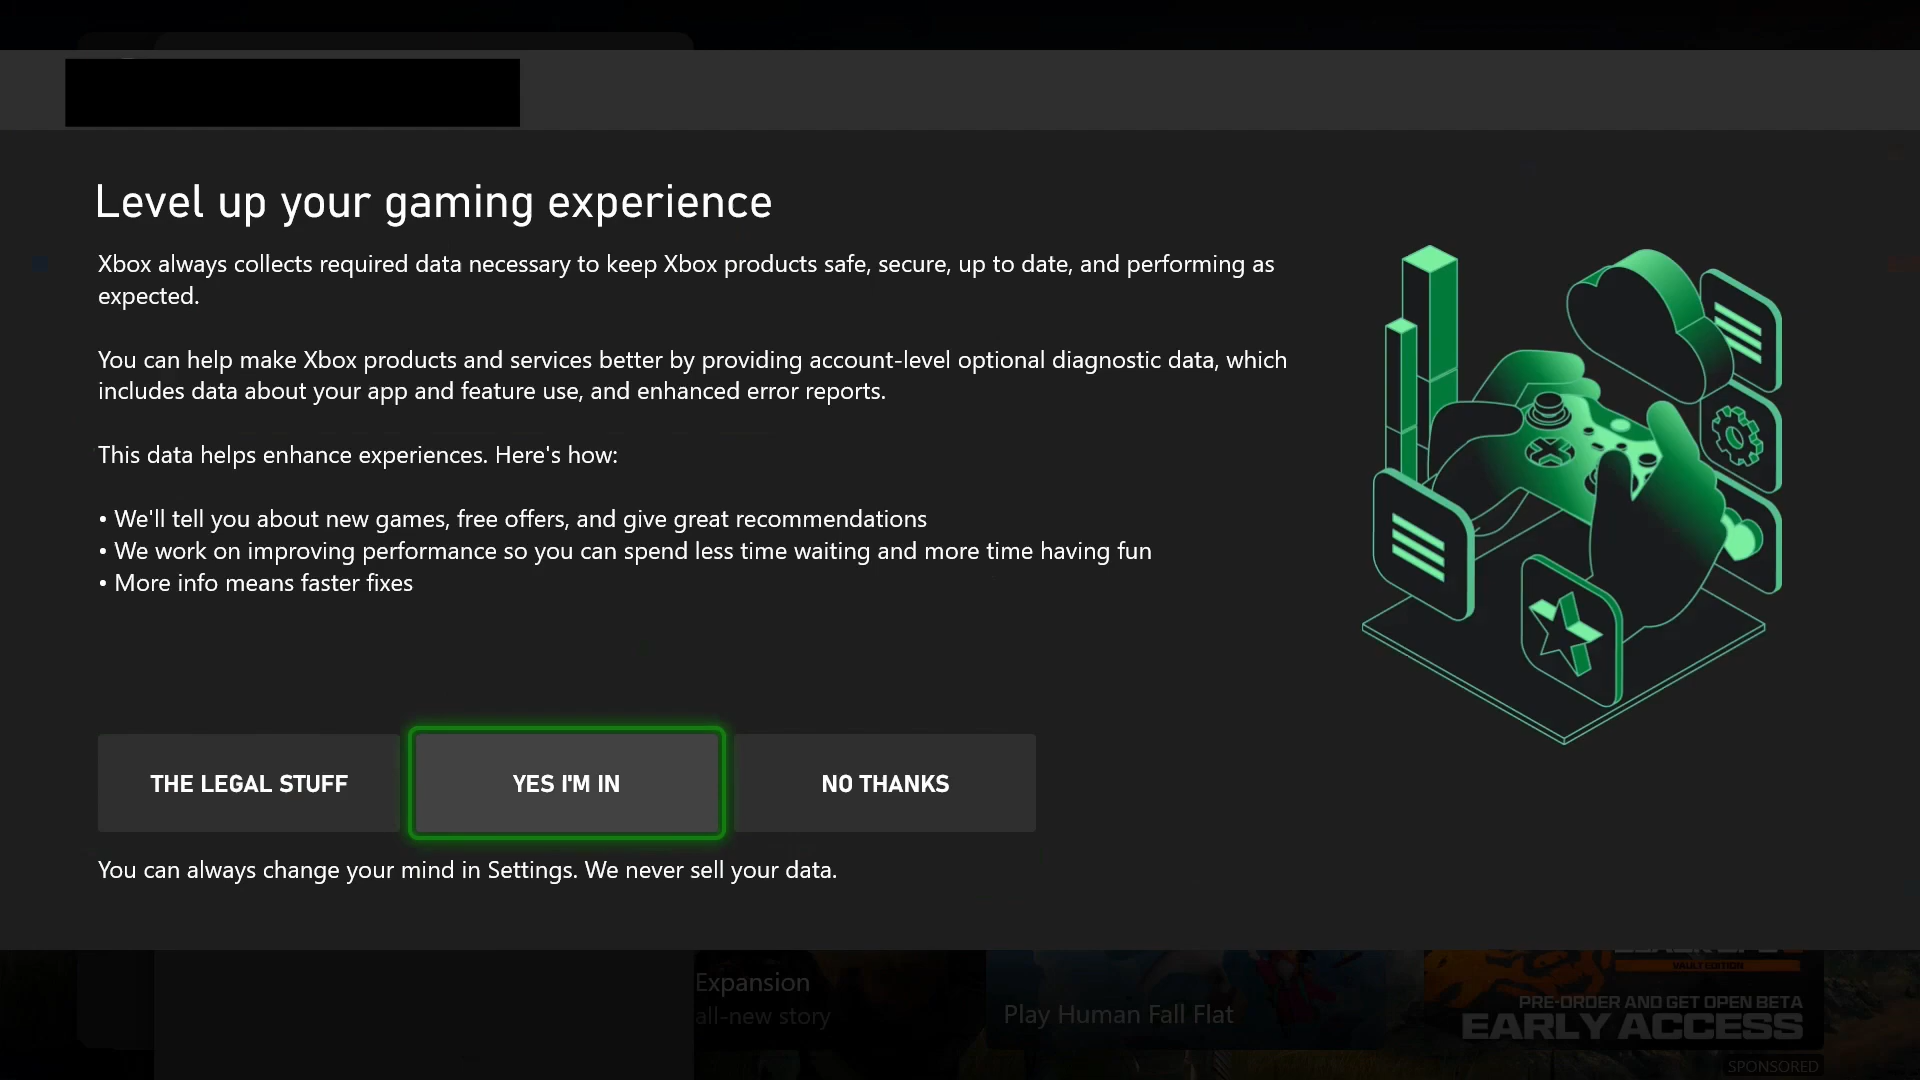 Level up your gaming experience
Xbox always collects required data necessary to keep Xbox products safe, secure, up to date, and performing as
expected.
You can help make Xbox products and services better by providing account-level optional diagnostic data, which
includes data about your app and feature use, and enhanced error reports.
This data helps enhance experiences. Here's how:
• We'll tell you about new games, free offers, and give great recommendations
• We work on improving performance so you can spend less time waiting and more time having fun
• More info means faster fixes
THE LEGAL STUFF
YES I'M IN
NO THANKS
You can always change your mind in Settings. We never sell your data.
VAULT EDITION
Expansion
all-new story
Play Human Fall Flat
PRE-ORDER AND GET OPEN BETA
EARLY ACCESS
SPONSORED